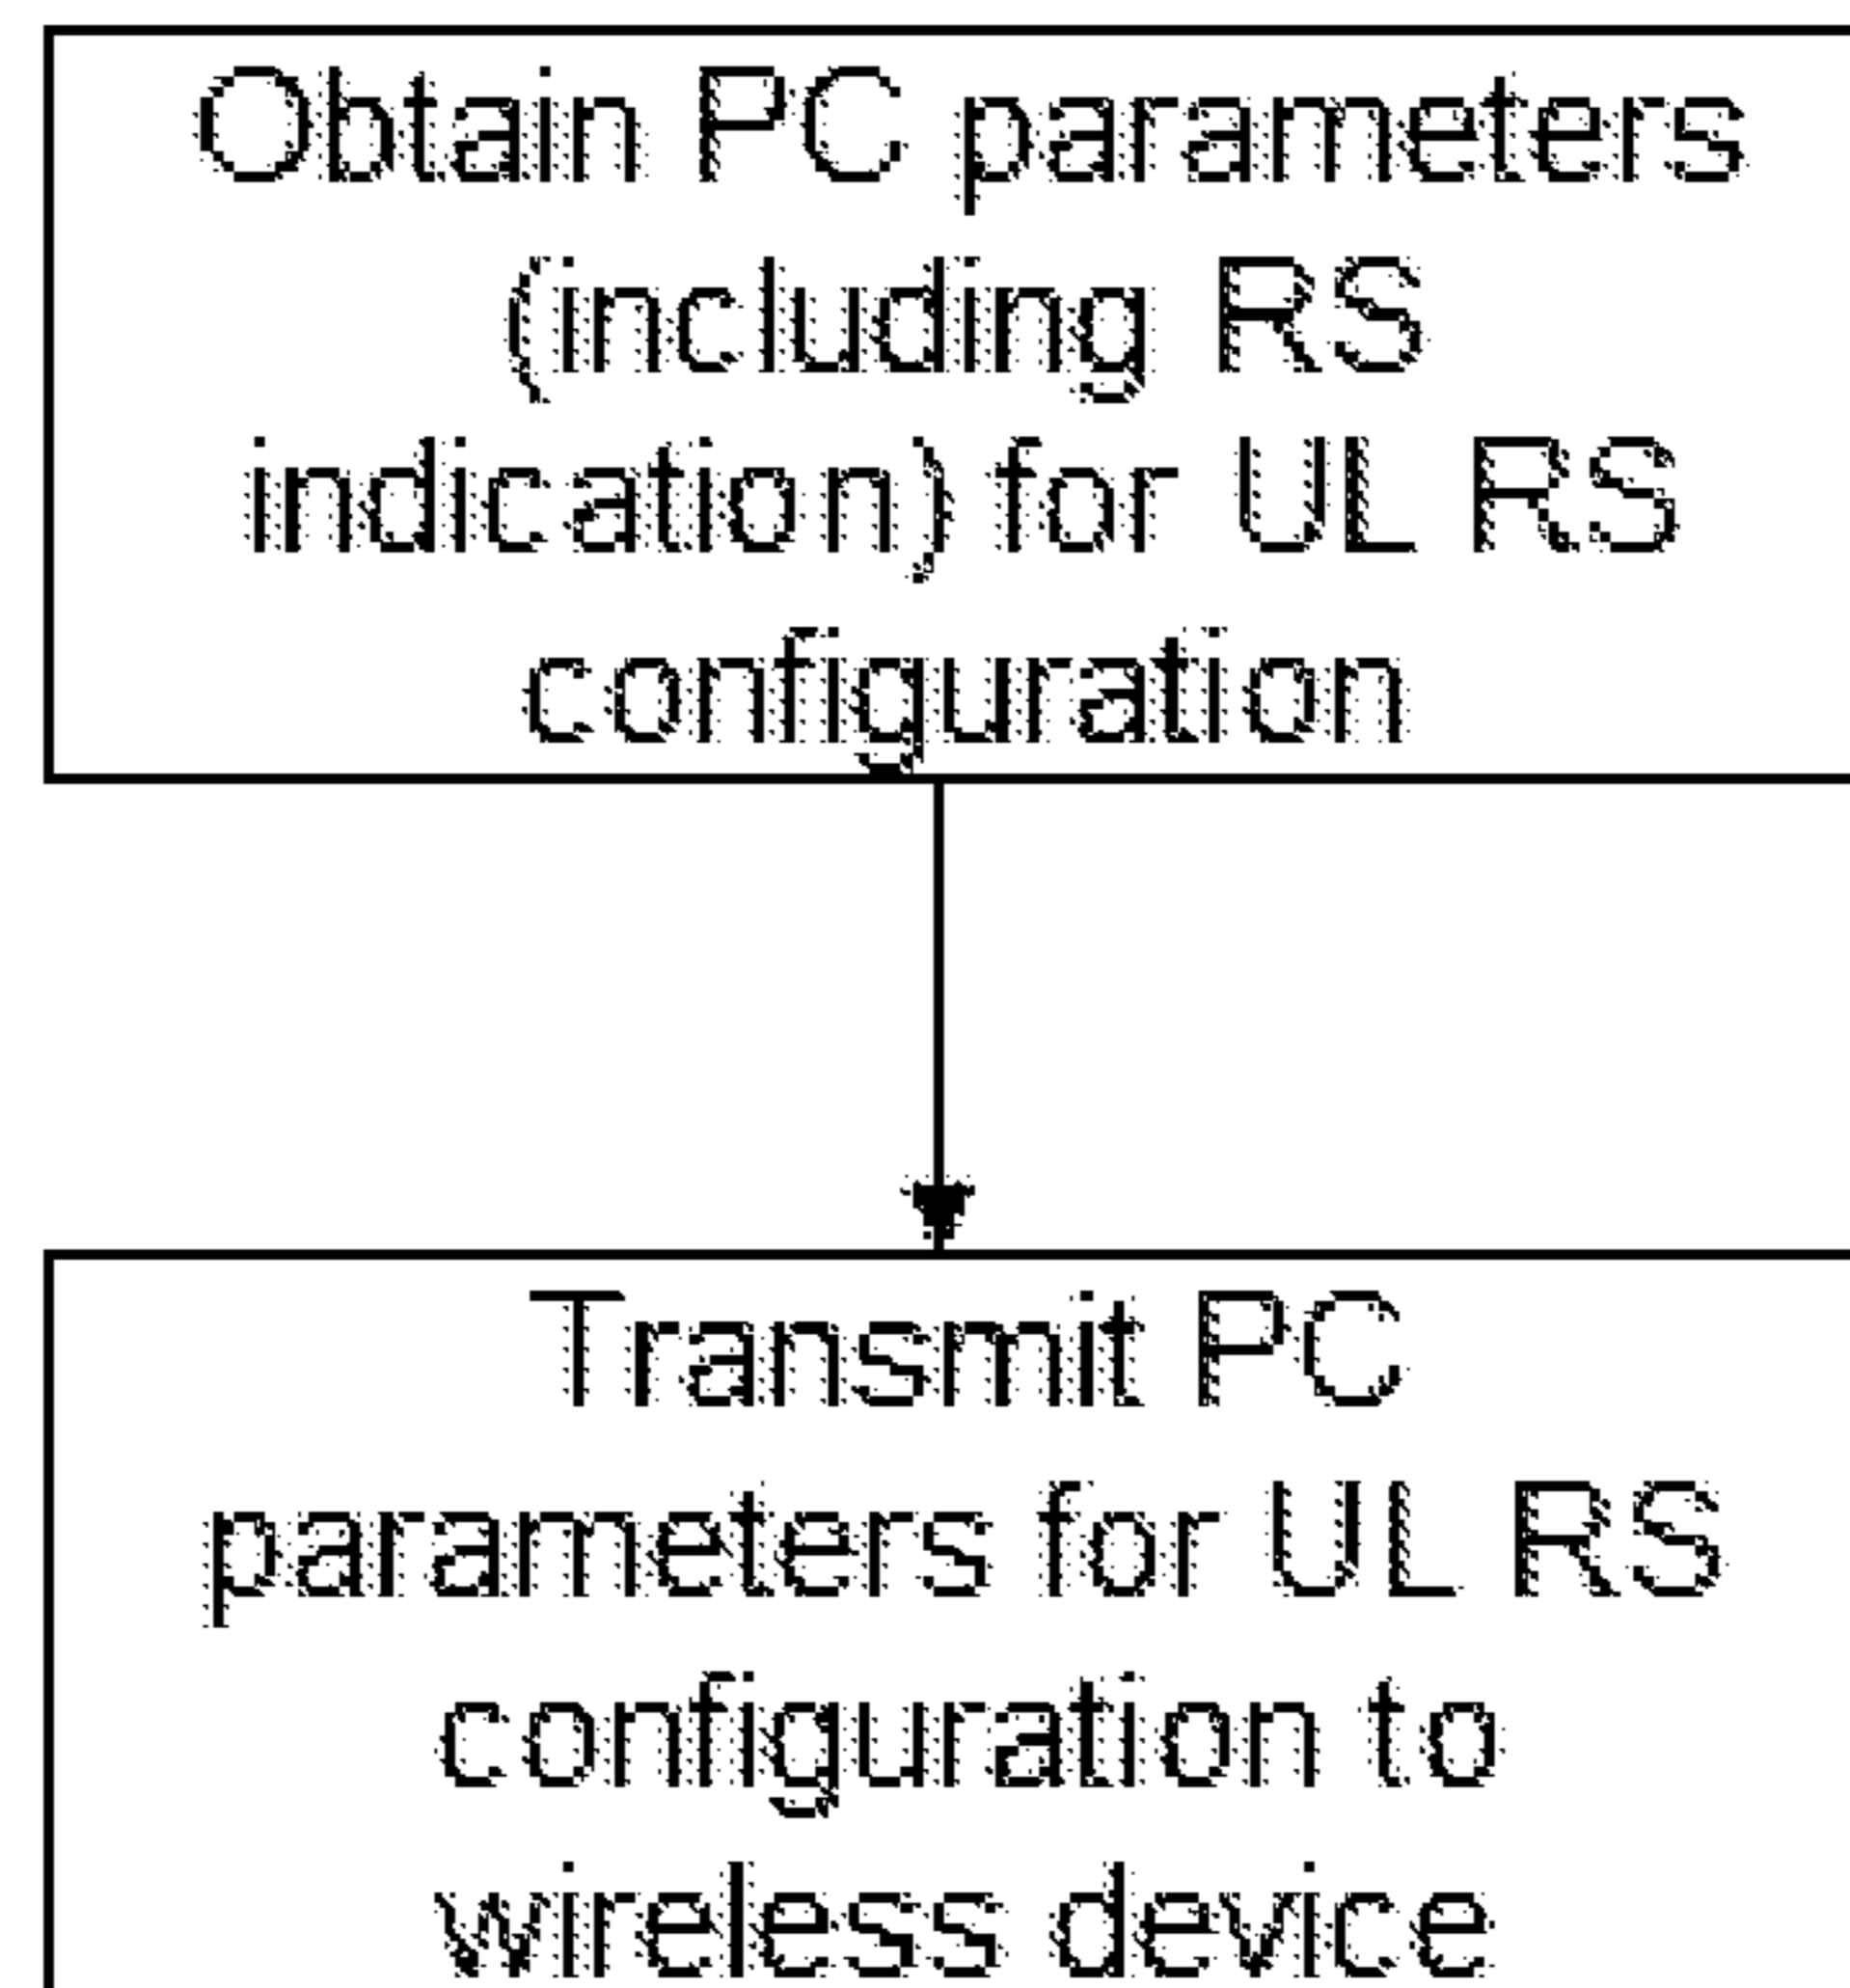 Obtain PC parameters
(including RS
indication) for UL RS
configuration
Transmit PC
parameters for UL RS
configuration to
wireless device